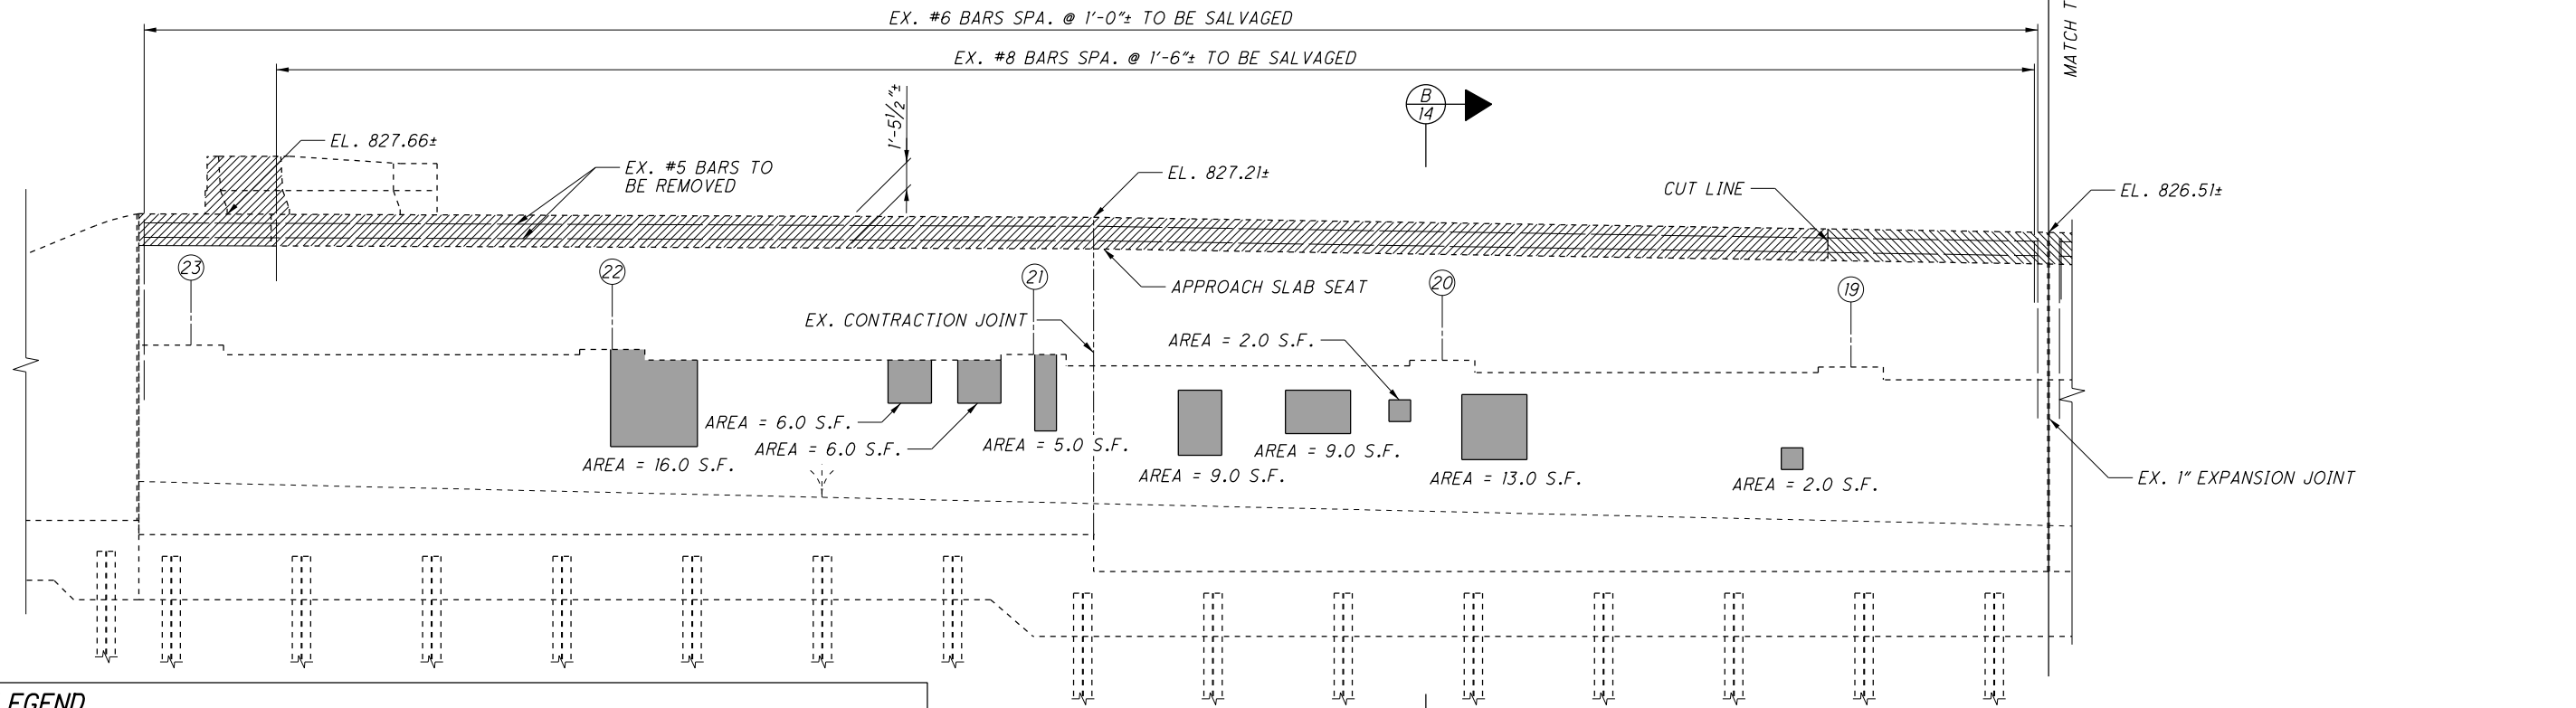 EX. #6 BARS SPA. @ 1'-0"± TO BE SALVAGED
MATCH
EX. #8 BARS SPA. @ 1'-6"± TO BE SALVAGED
1'-5 1/2"±
B
14
EL. 827.66±
EX. #5 BARS TO
BE REMOVED
EL. 827.21±
CUT LINE
EL. 826.51±
23
22
21
20
19
APPROACH SLAB SEAT
EX. CONTRACTION JOINT
AREA = 2.0 S.F.
AREA = 6.0 S.F.
AREA = 6.0 S.F.
AREA = 5.0 S.F.
AREA = 16.0 S.F.
AREA = 9.0 S.F.
AREA = 9.0 S.F.
AREA = 13.0 S.F.
AREA = 2.0 S.F.
EX. 1" EXPANSION JOINT
EGEND